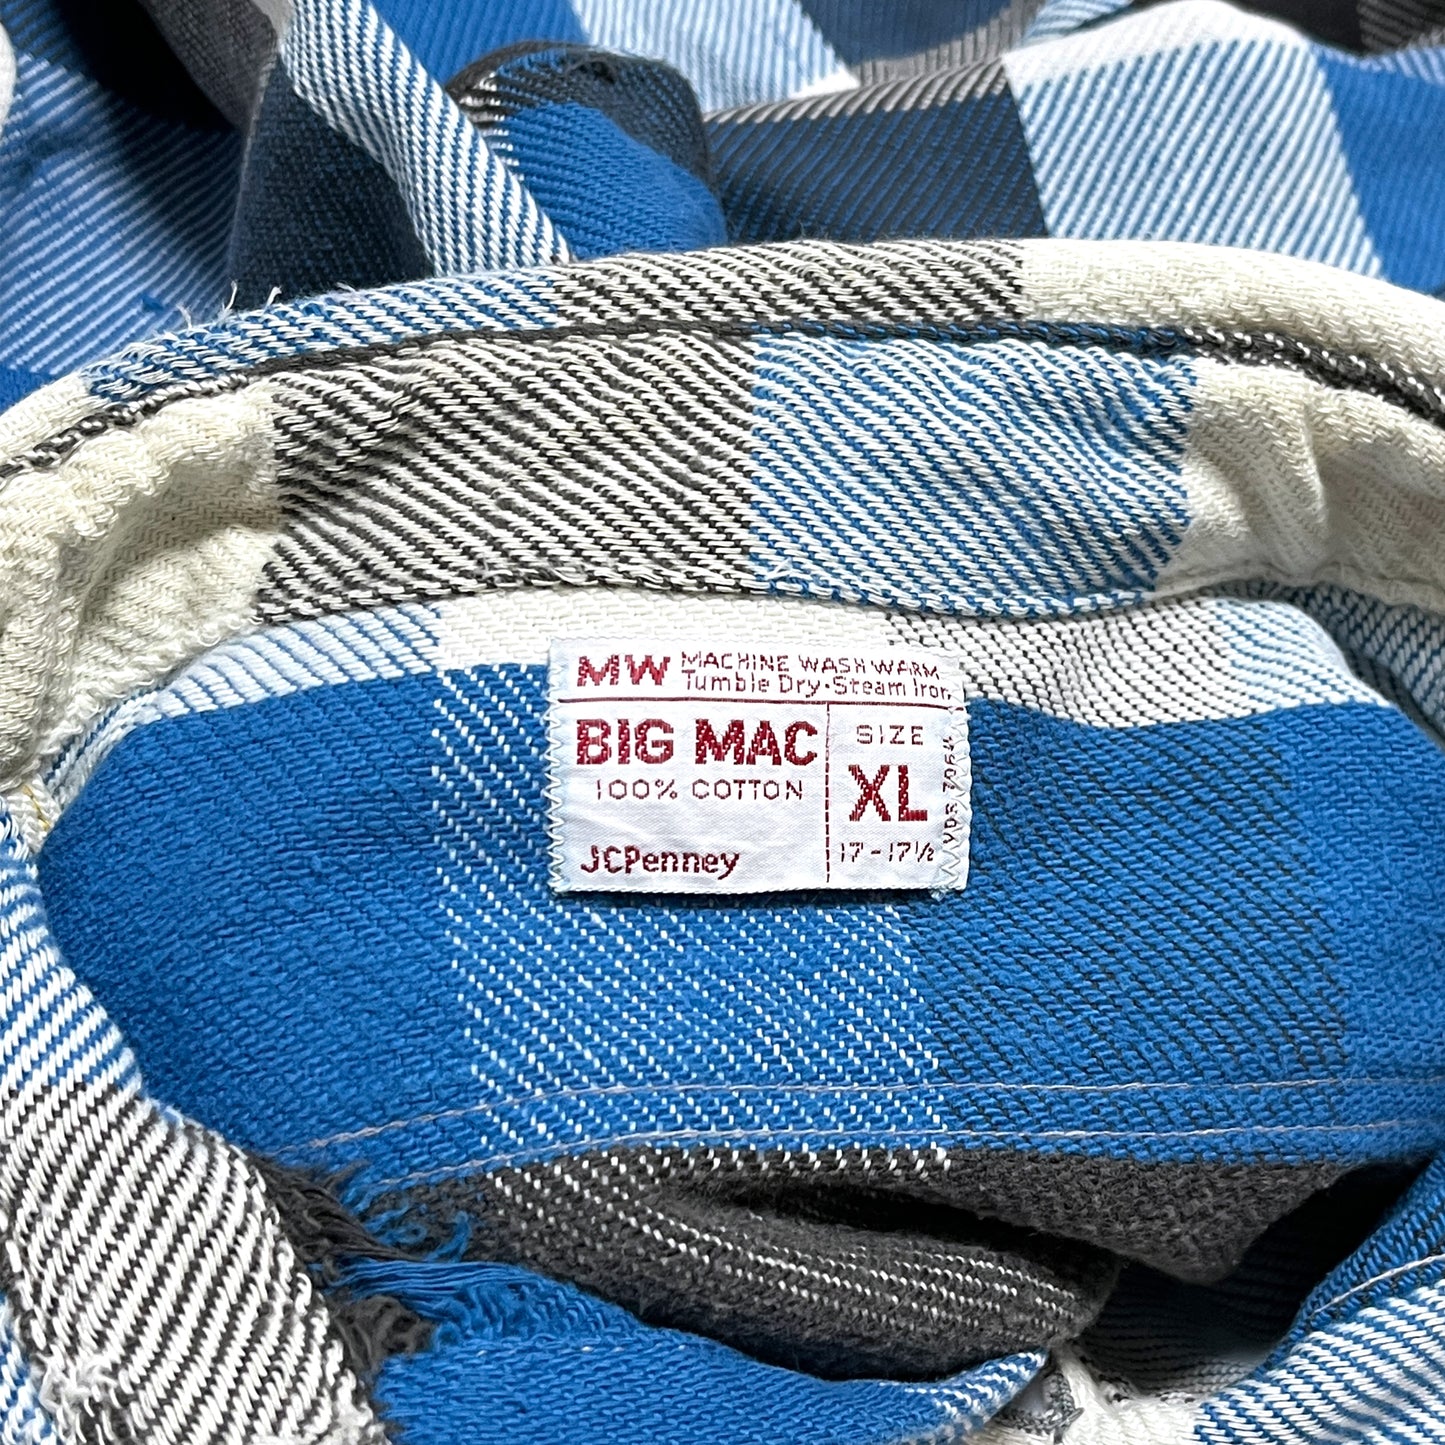 MW MACHINE WASH WARM
Tumble Dry·Steam Iron
BIG MAC
100% COTTON
JCPenney
SIZE
XL
17-17½